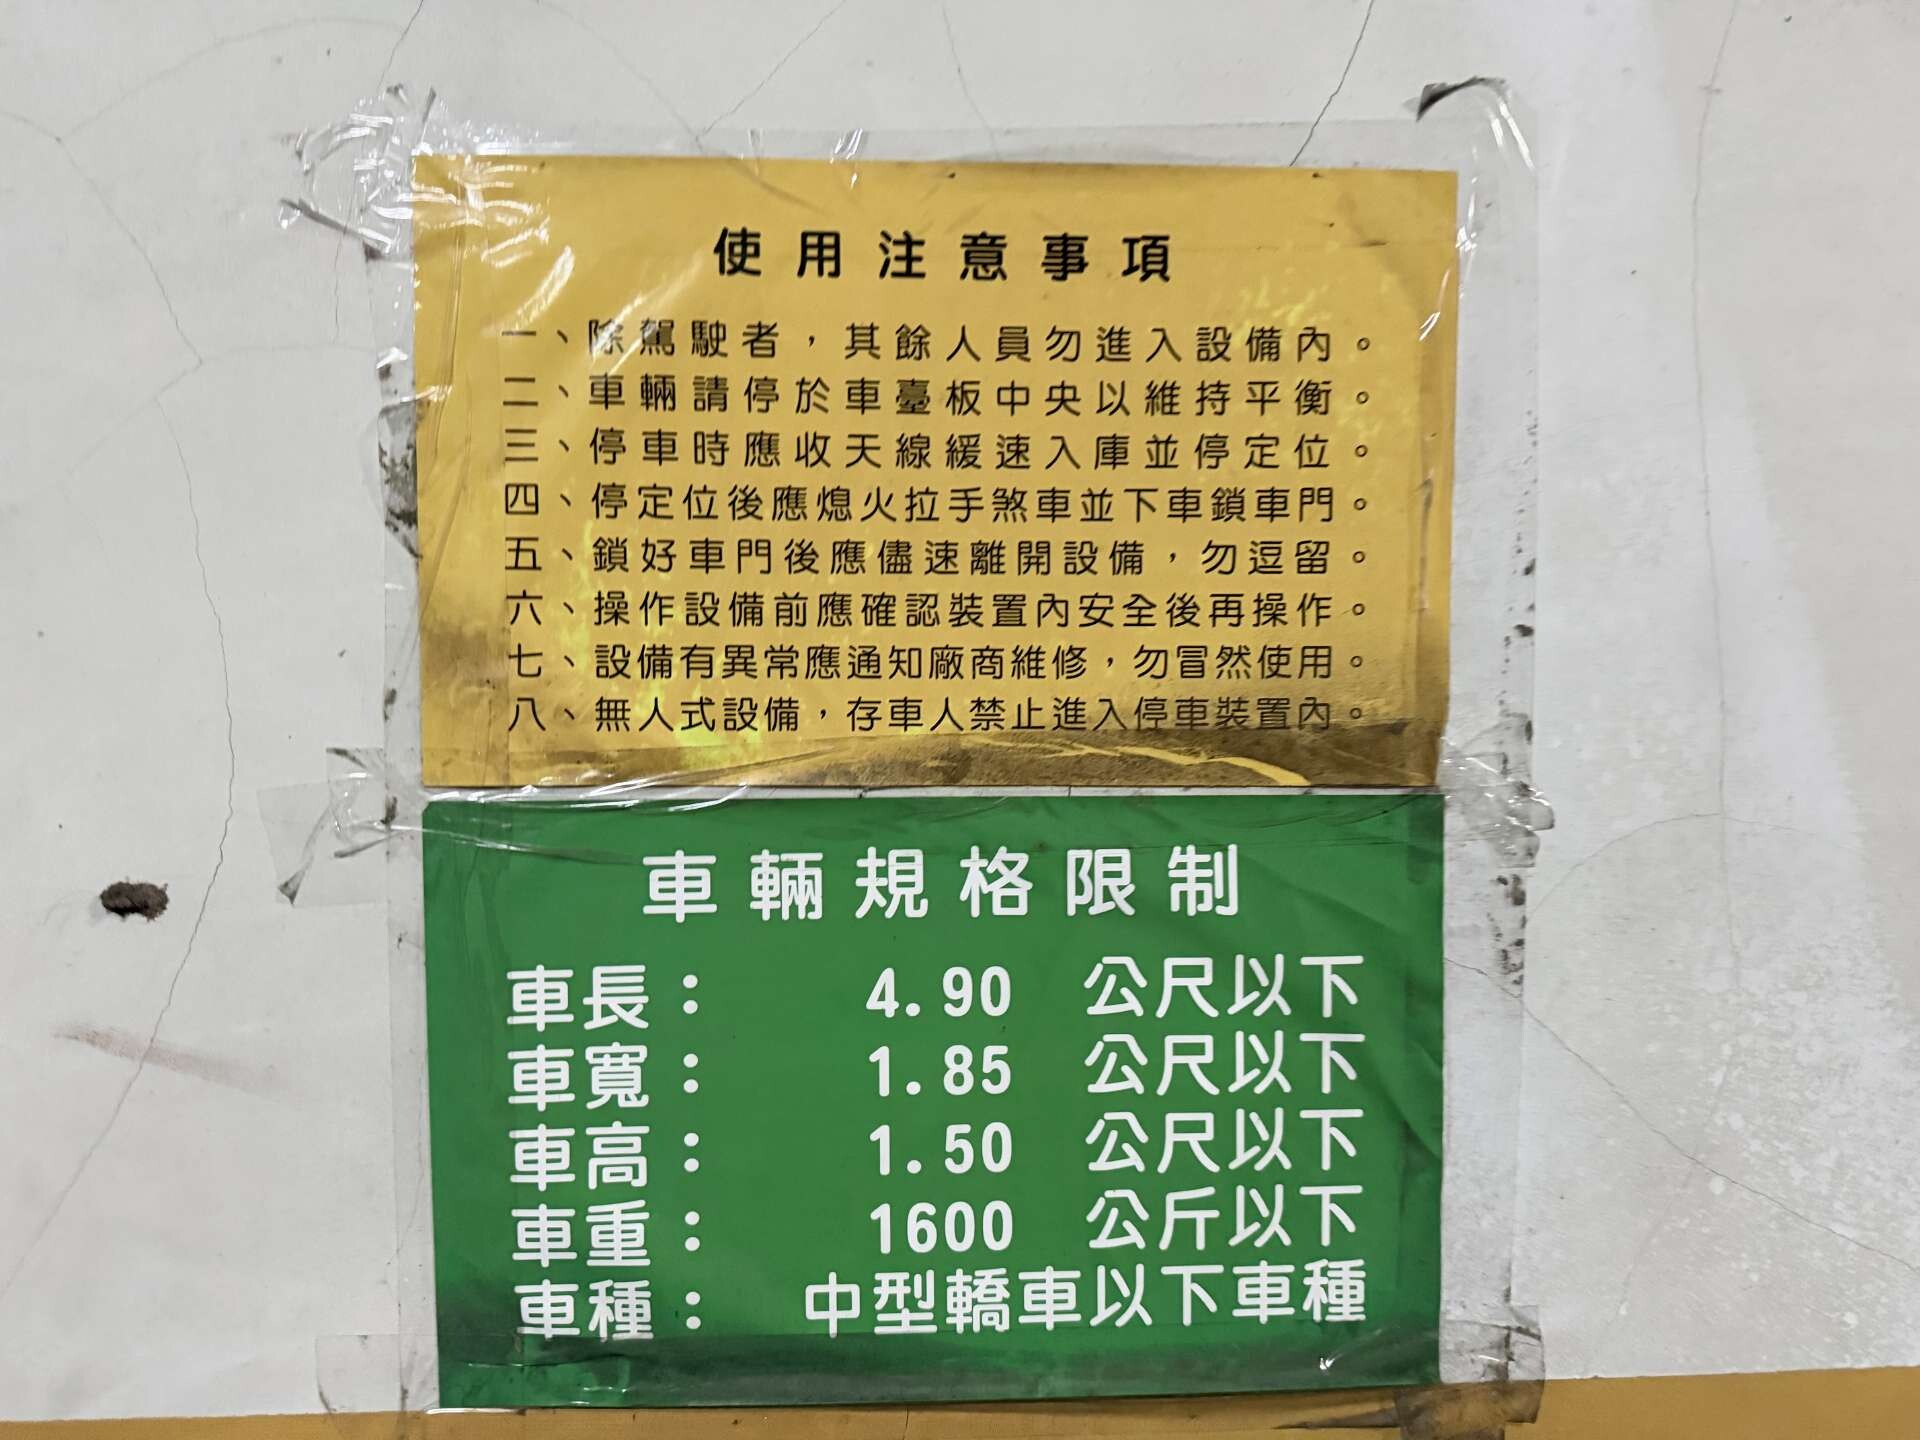 使用注意事項
一、除駕駛者，其餘人員勿進入設備內。
二、車輛請停於車臺板中央以維持平衡。
三、停車時應收天線緩速入庫並停定位。
四、停定位後應熄火拉手煞車並下車鎖車門。
五、鎖好車門後應儘速離開設備，勿逗留。
六、操作設備前應確認裝置內安全後再操作。
七、設備有異常應通知廠商維修，勿冒然使用。
八、無人式設備，存車人禁止進入停車裝置內。
車輛規格限制
車長： 4.90 公尺以下
車寬： 1.85 公尺以下
車高： 1.50 公尺以下
車重： 1600 公斤以下
車種： 中型轎車以下車種